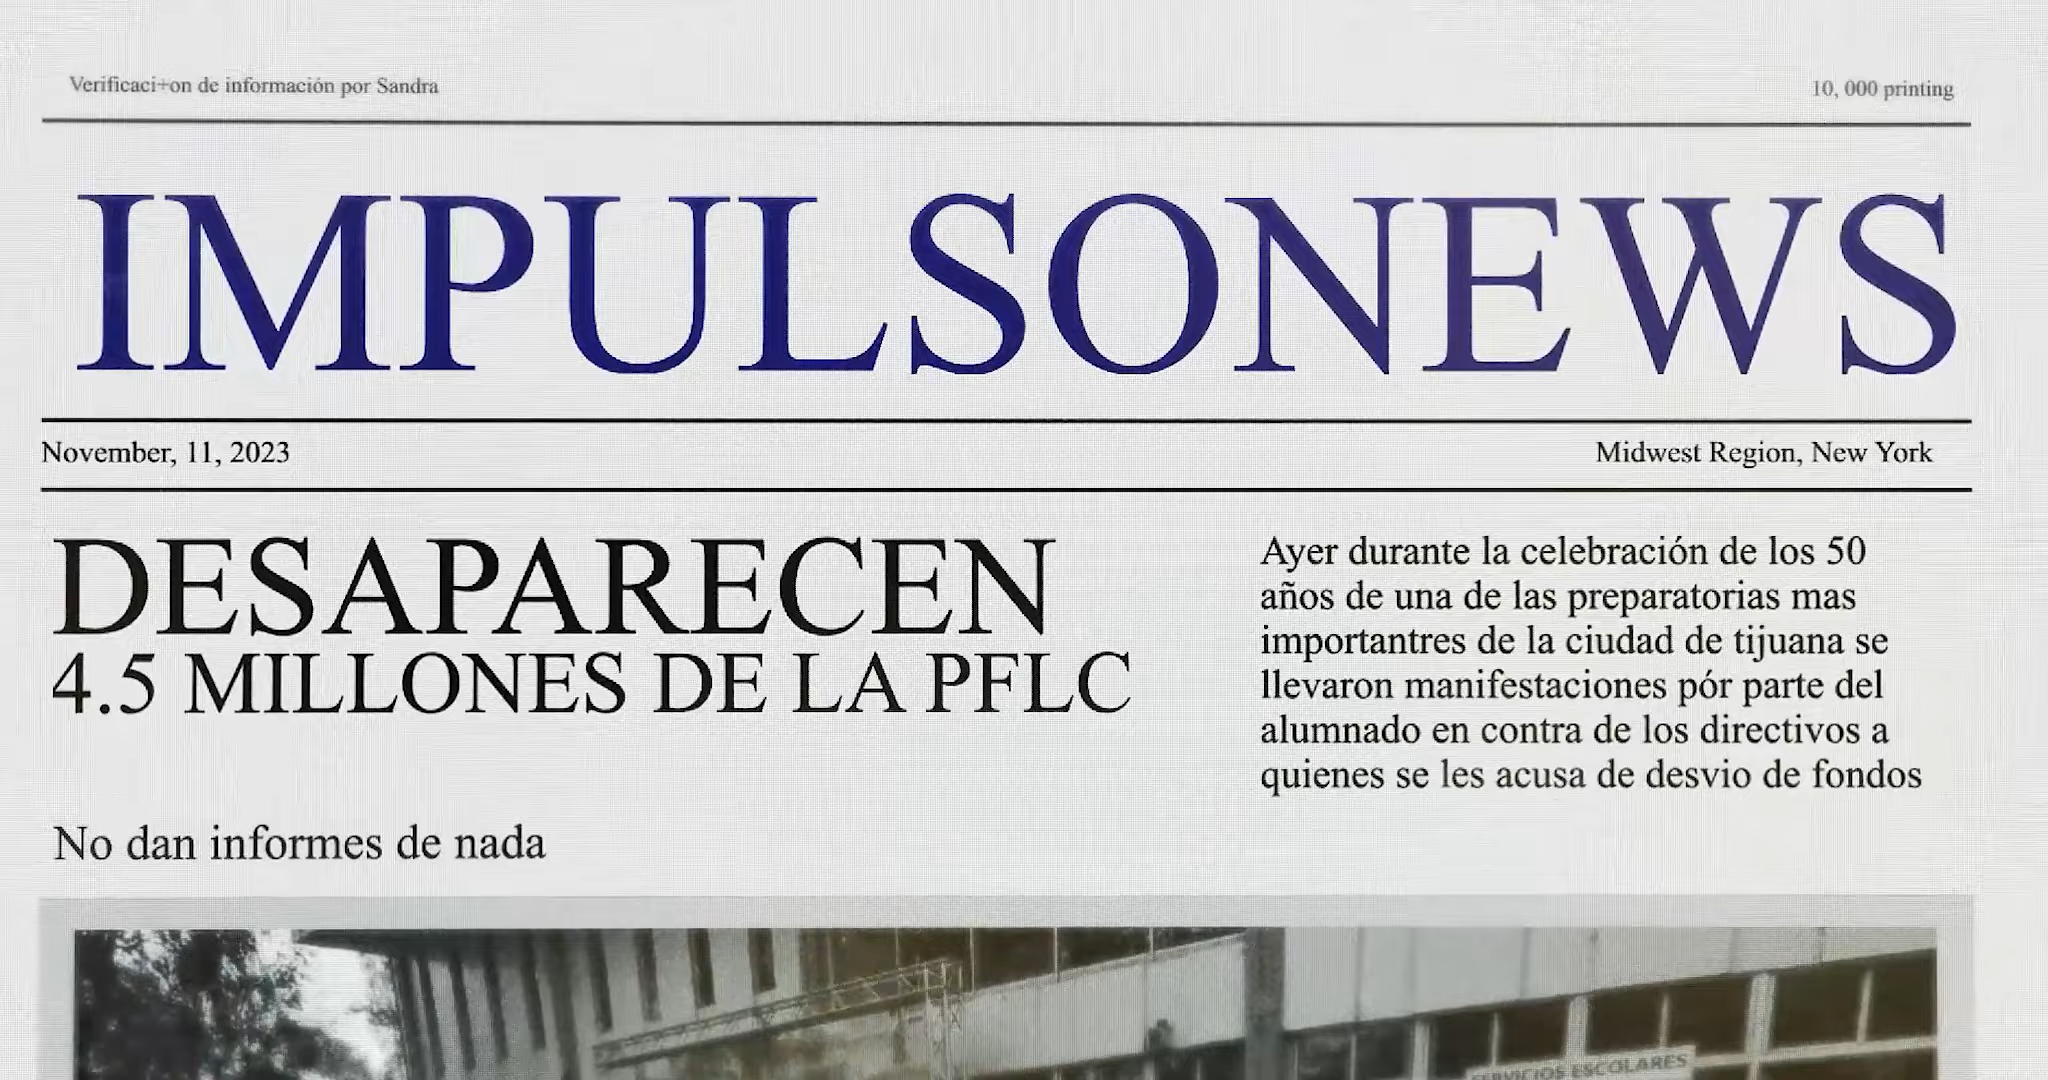 Verificaci+on de información por Sandra
10, 000 printing
IMPULSONEWS
November, 11, 2023
Midwest Region, New York
DESAPARECEN
4.5 MILLONES DE LA PFLC
No dan informes de nada
Ayer durante la celebración de los 50
años de una de las preparatorias mas
importantres de la ciudad de tijuana se
llevaron manifestaciones pór parte del
alumnado en contra de los directivos a
quienes se les acusa de desvio de fondos
SERVICIOS ESCOLARES